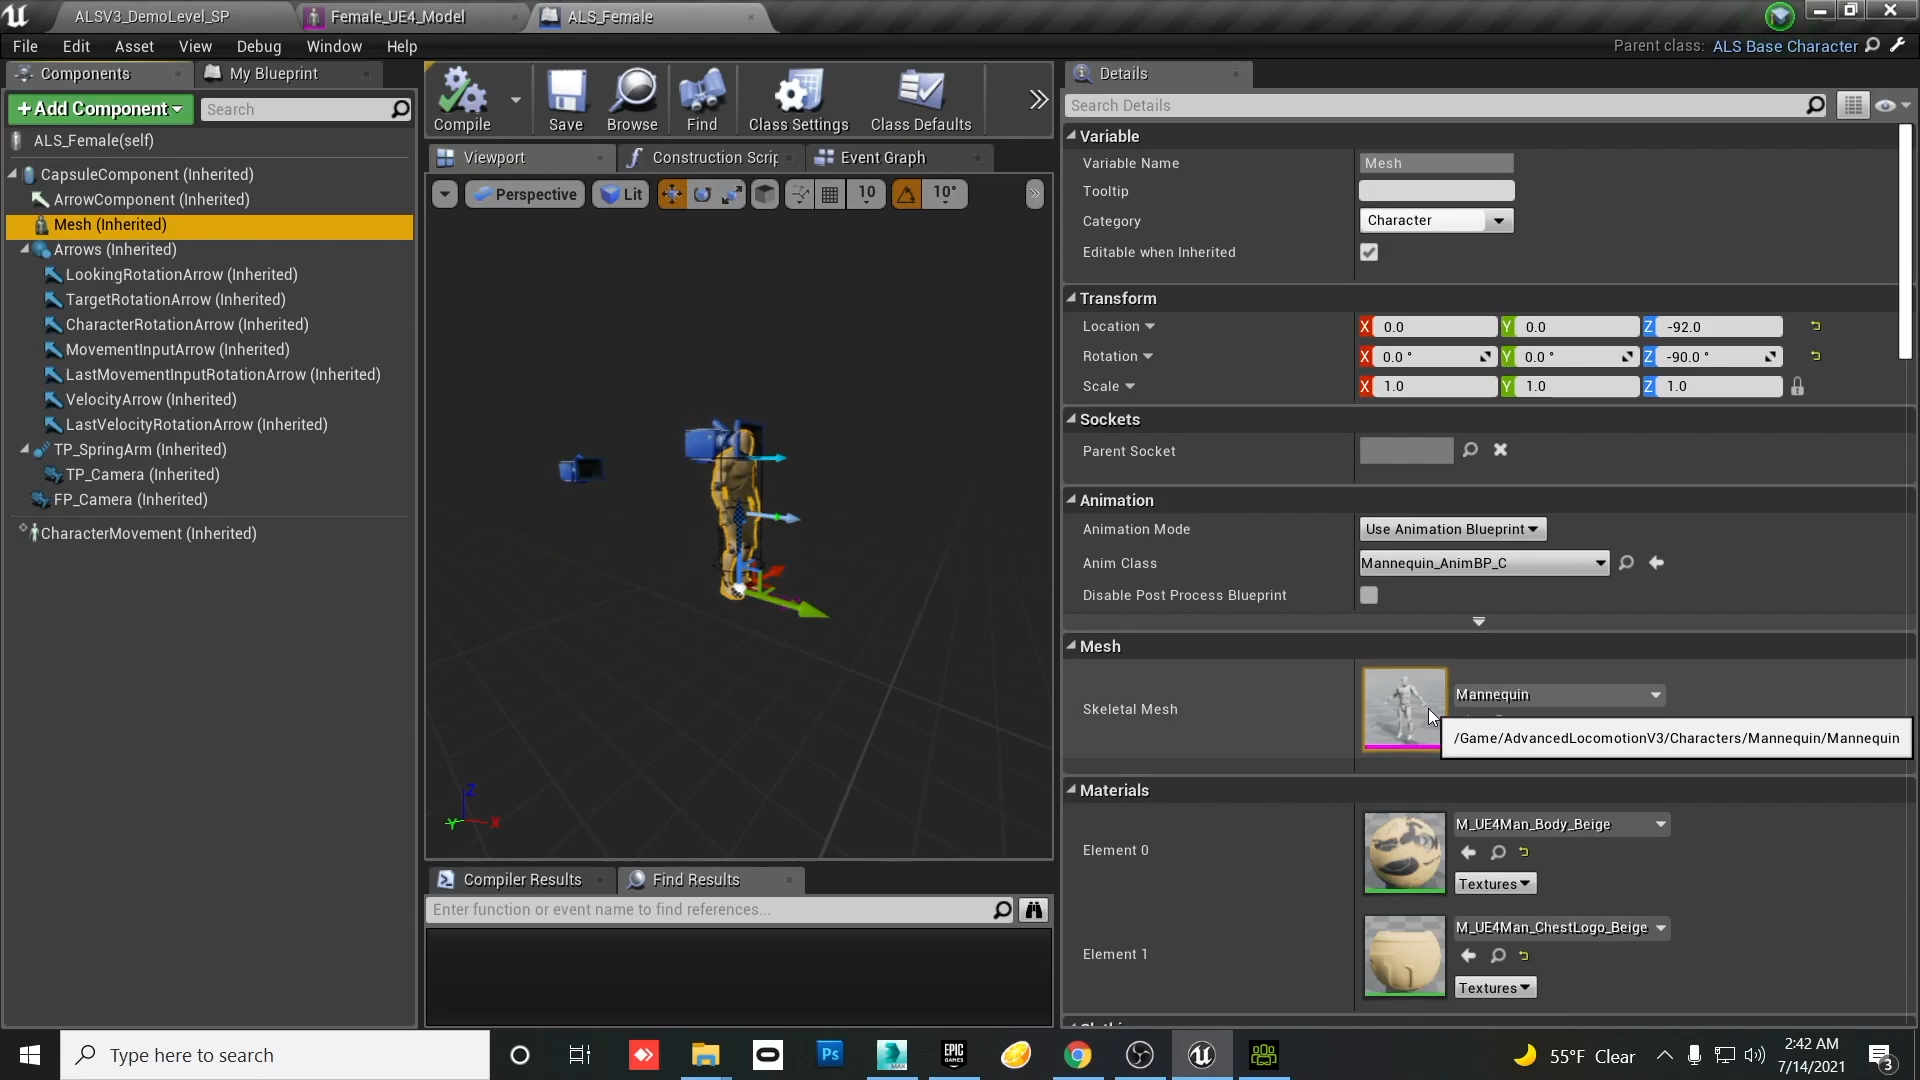 ALSV3_DemoLevel_SP
Female_UE4_Model
ALS_Female
File Edit Asset View Debug Window Help
Parent class: ALS Base Character
Components
My Blueprint
+Add Component
Search
ALS_Female(self)
CapsuleComponent (Inherited)
ArrowComponent (Inherited)
Mesh (Inherited)
Arrows (Inherited)
LookingRotationArrow (Inherited)
TargetRotationArrow (Inherited)
CharacterRotationArrow (Inherited)
MovementInputArrow (Inherited)
LastMovementInputRotationArrow (Inherited)
VelocityArrow (Inherited)
LastVelocityRotationArrow (Inherited)
TP_SpringArm (Inherited)
TP_Camera (Inherited)
FP_Camera (Inherited)
CharacterMovement (Inherited)
Compile
Save
Browse
Find
Class Settings
Class Defaults
Viewport
Construction Scrip
Event Graph
Perspective
Lit
10
10°
Z
Y
X
Compiler Results
Find Results
Enter function or event name to find references...
Details
Search Details
Variable
Variable Name Mesh
Tooltip
Category Character
Editable when Inherited
Transform
Location X 0.0 Y 0.0 Z -92.0
Rotation X 0.0 ° Y 0.0 ° Z -90.0 °
Scale X 1.0 Y 1.0 Z 1.0
Sockets
Parent Socket
Animation
Animation Mode Use Animation Blueprint
Anim Class Mannequin_AnimBP_C
Disable Post Process Blueprint
Mesh
Skeletal Mesh Mannequin
/Game/AdvancedLocomotionV3/Characters/Mannequin/Mannequin
Materials
Element 0 M_UE4Man_Body_Beige
Textures
Element 1 M_UE4Man_ChestLogo_Beige
Textures
Type here to search
Ps
MAX
EPIC
GAMES
55°F Clear
2:42 AM
7/14/2021
3